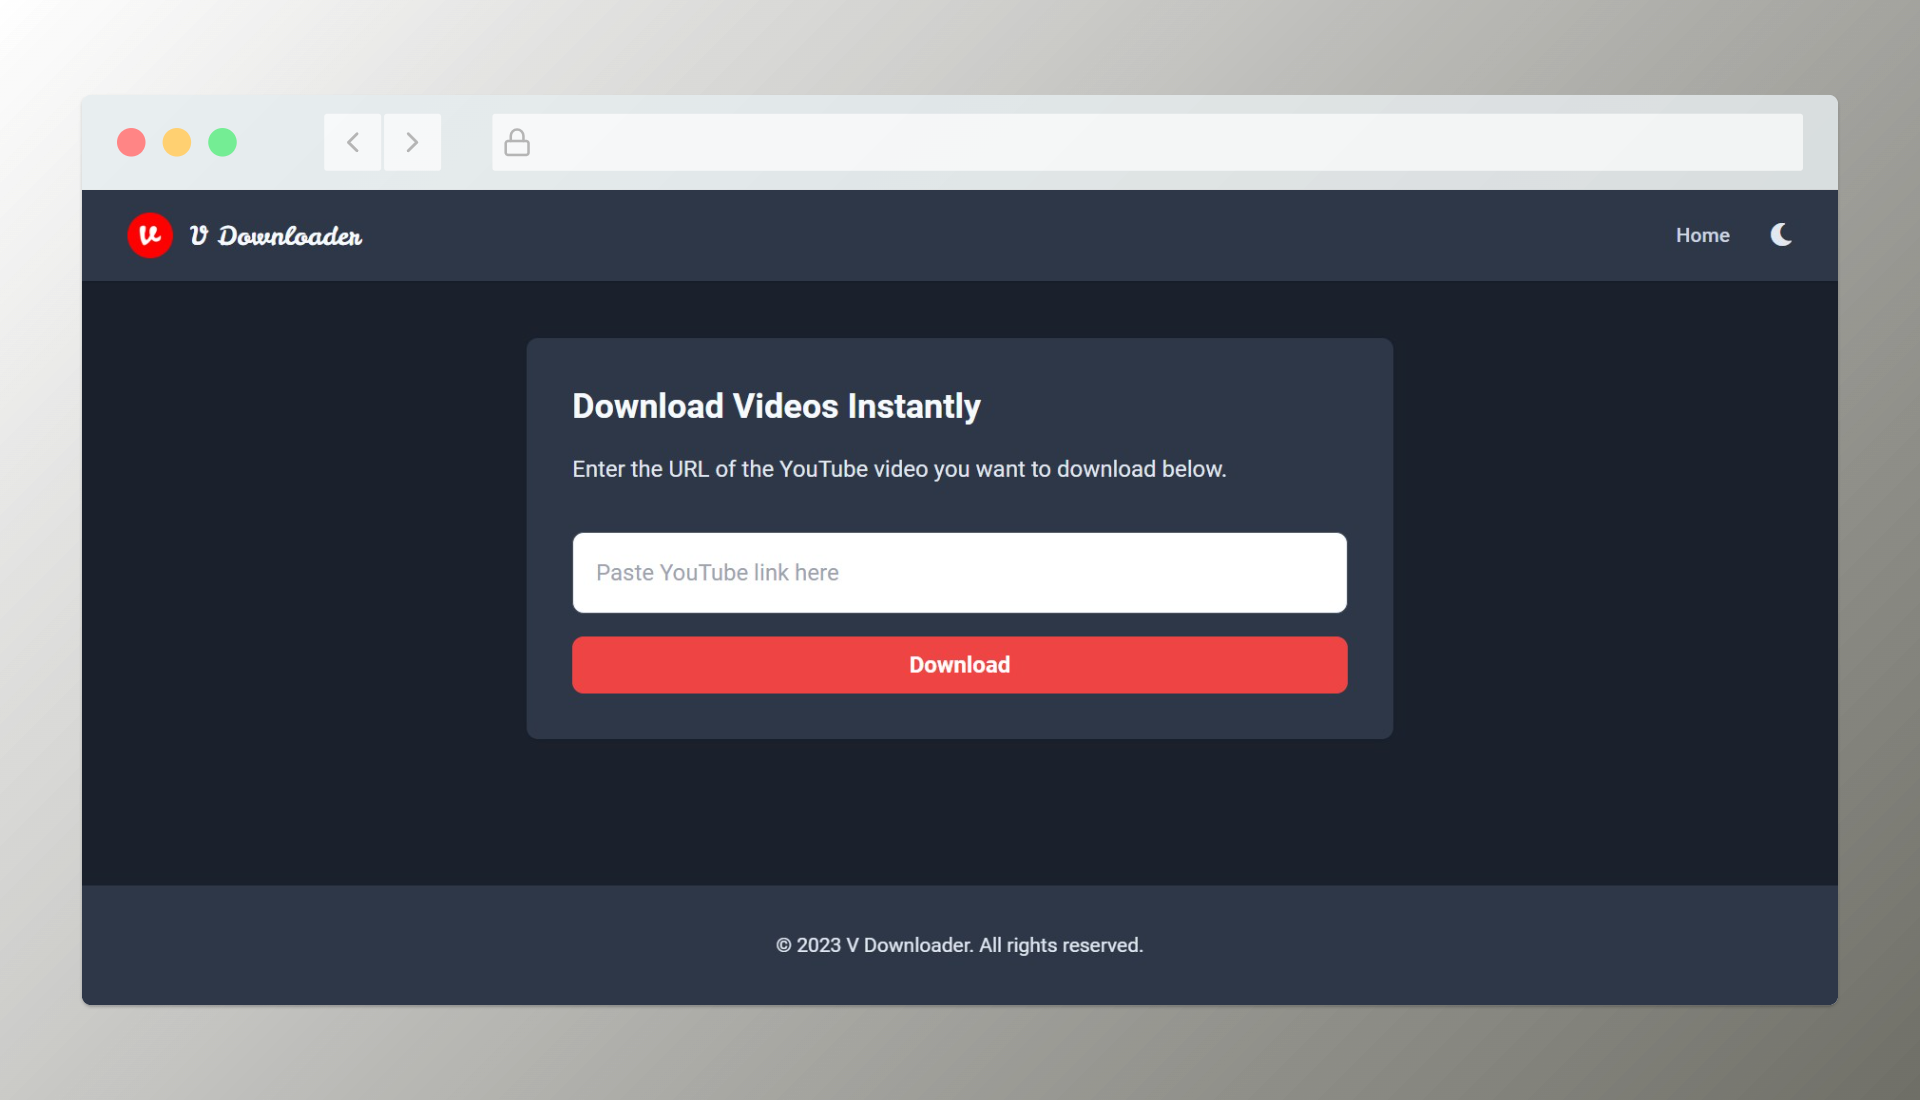 V Downloader
Home
Download Videos Instantly
Enter the URL of the YouTube video you want to download below.
Paste YouTube link here
Download
© 2023 V Downloader. All rights reserved.